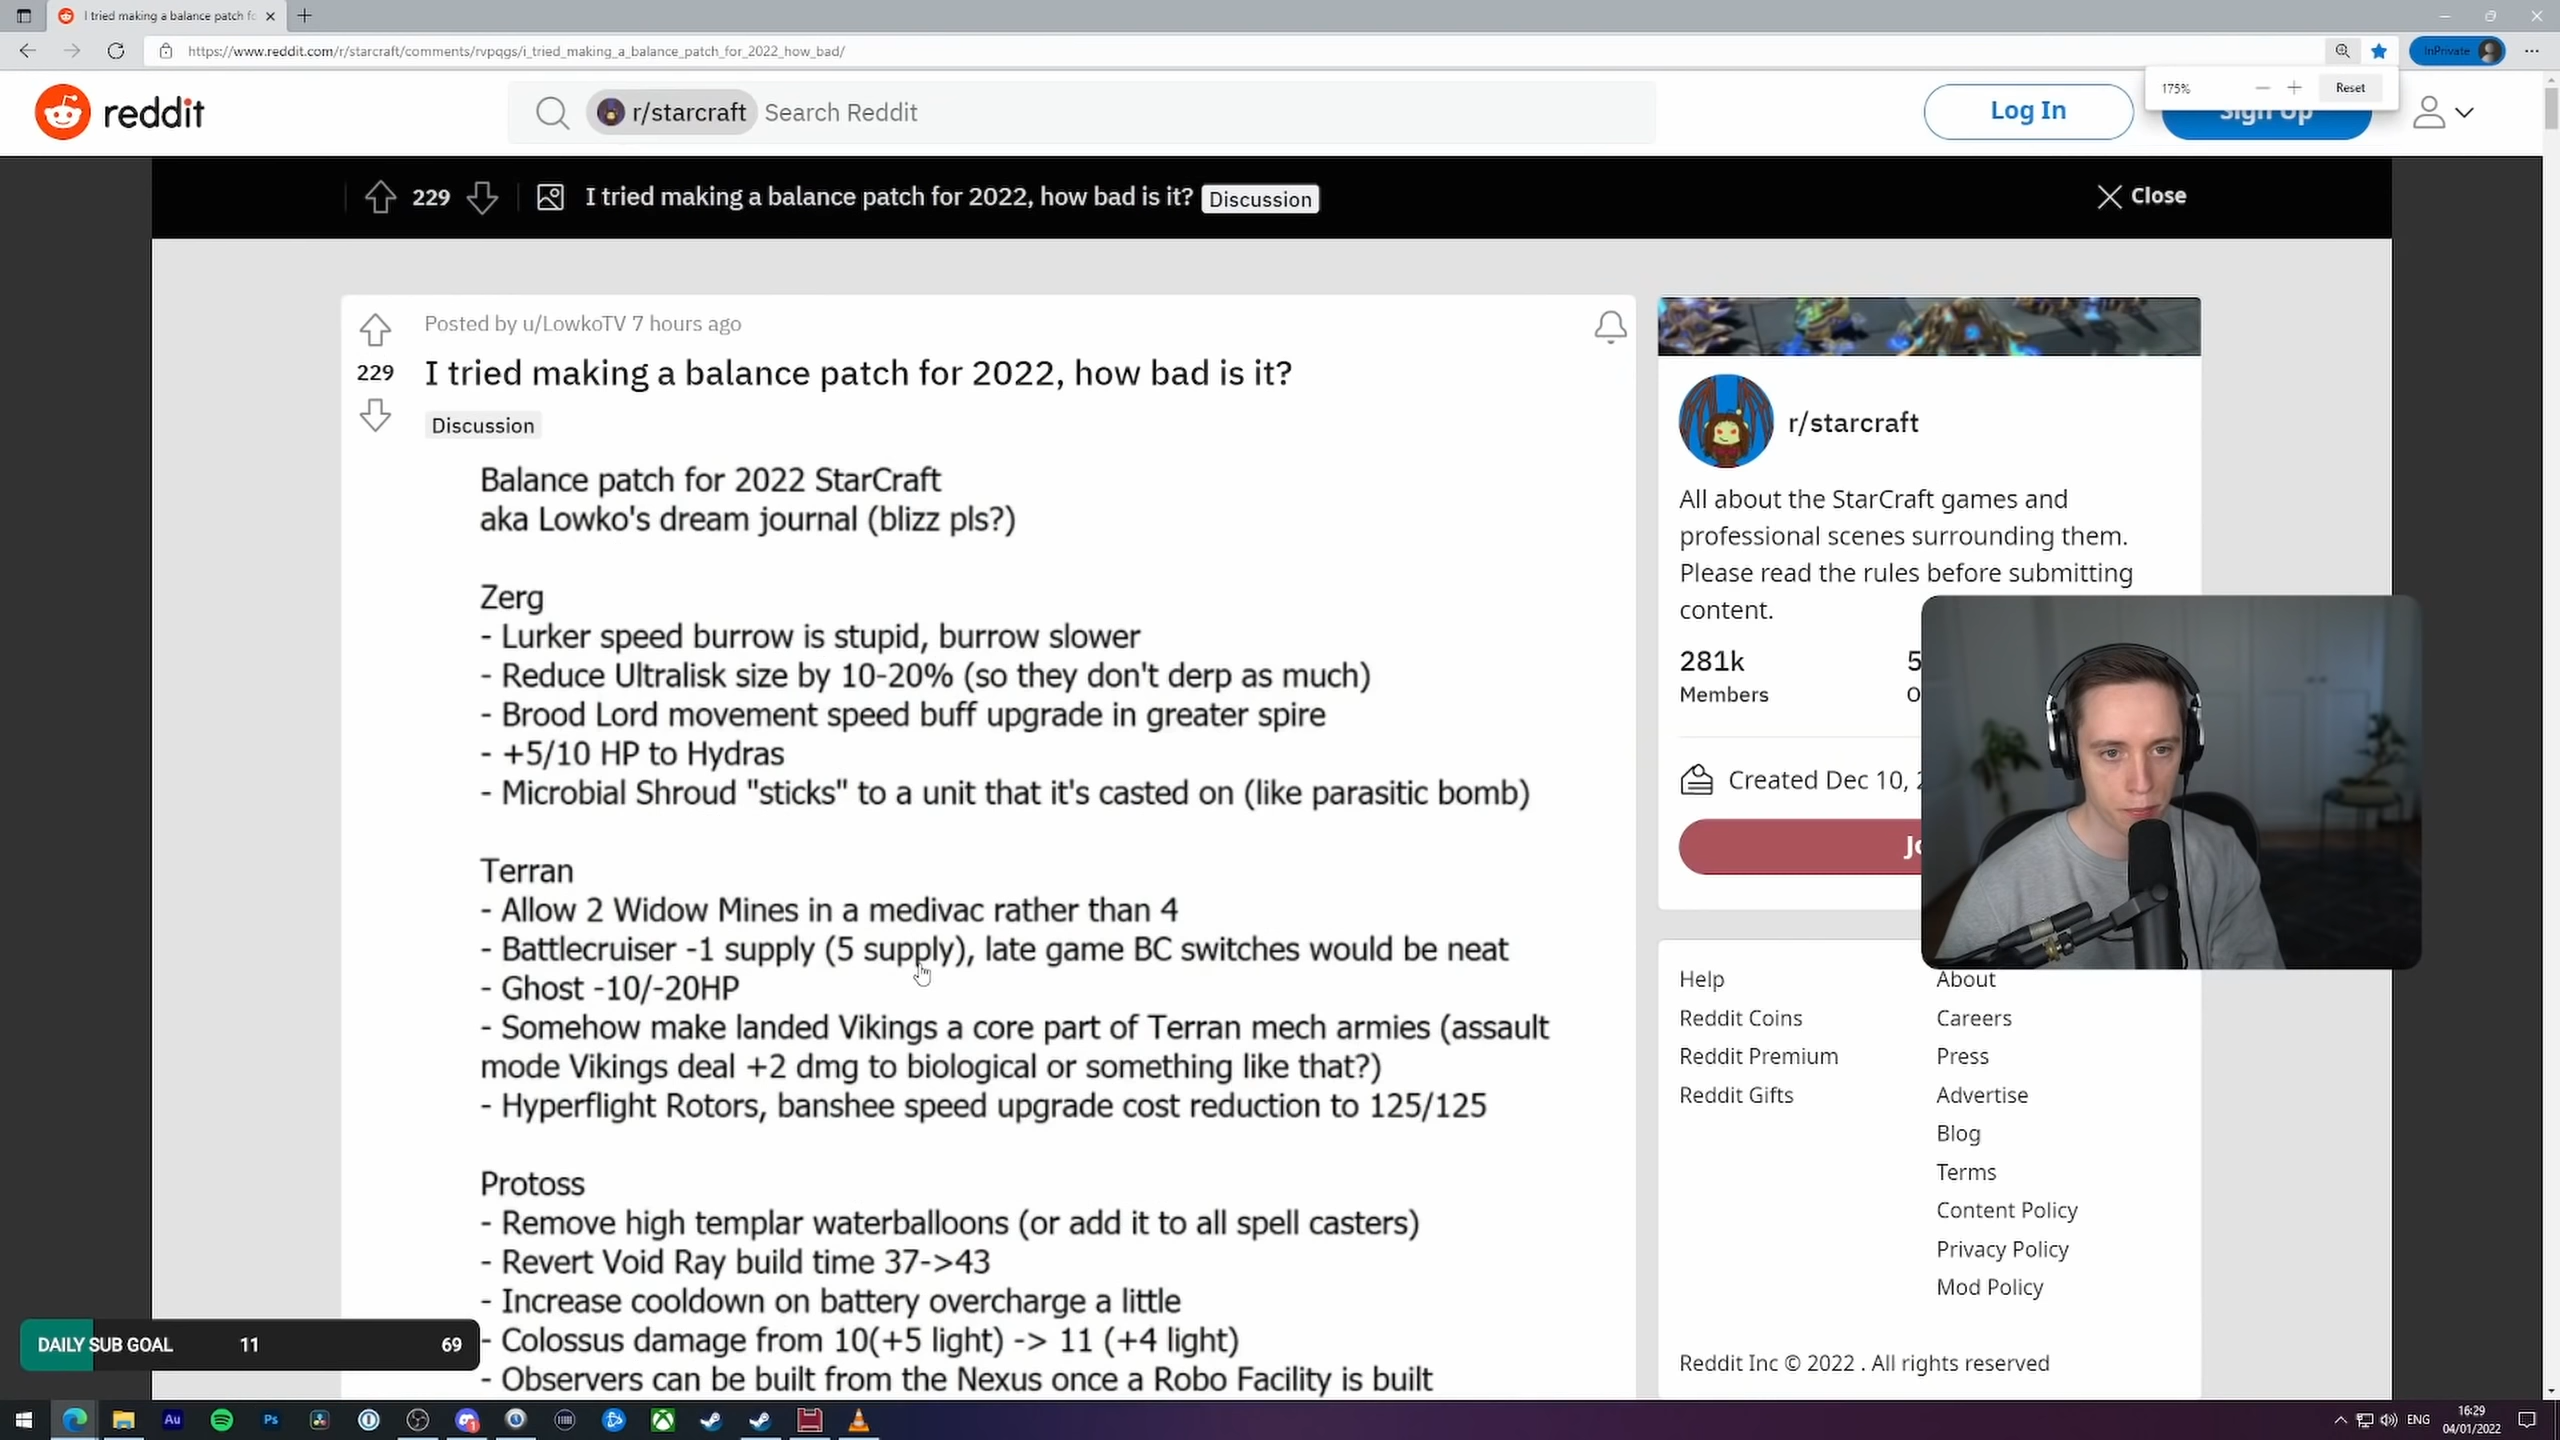 I tried making a balance patch fo
https://www.reddit.com/r/starcraft/comments/rvpqgs/i_tried_making_a_balance_patch_for_2022_how_bad/
InPrivate
175%
Reset
reddit
r/starcraft
Search Reddit
Log In
Sign Up
229
I tried making a balance patch for 2022, how bad is it?
Discussion
Close
Posted by u/LowkoTV 7 hours ago
229
I tried making a balance patch for 2022, how bad is it?
Discussion
Balance patch for 2022 StarCraft
aka Lowko's dream journal (blizz pls?)
Zerg
- Lurker speed burrow is stupid, burrow slower
- Reduce Ultralisk size by 10-20% (so they don't derp as much)
- Brood Lord movement speed buff upgrade in greater spire
- +5/10 HP to Hydras
- Microbial Shroud "sticks" to a unit that it's casted on (like parasitic bomb)
Terran
- Allow 2 Widow Mines in a medivac rather than 4
- Battlecruiser -1 supply (5 supply), late game BC switches would be neat
- Ghost -10/-20HP
- Somehow make landed Vikings a core part of Terran mech armies (assault
mode Vikings deal +2 dmg to biological or something like that?)
- Hyperflight Rotors, banshee speed upgrade cost reduction to 125/125
Protoss
- Remove high templar waterballoons (or add it to all spell casters)
- Revert Void Ray build time 37->43
- Increase cooldown on battery overcharge a little
- Colossus damage from 10(+5 light) -> 11 (+4 light)
- Observers can be built from the Nexus once a Robo Facility is built
r/starcraft
All about the StarCraft games and
professional scenes surrounding them.
Please read the rules before submitting
content.
281k
5
Members
O
Created Dec 10, 2
Jo
Help
About
Reddit Coins
Careers
Reddit Premium
Press
Reddit Gifts
Advertise
Blog
Terms
Content Policy
Privacy Policy
Mod Policy
Reddit Inc © 2022 . All rights reserved
DAILY SUB GOAL 11 69
Au
Ps
ENG
16:29
04/01/2022